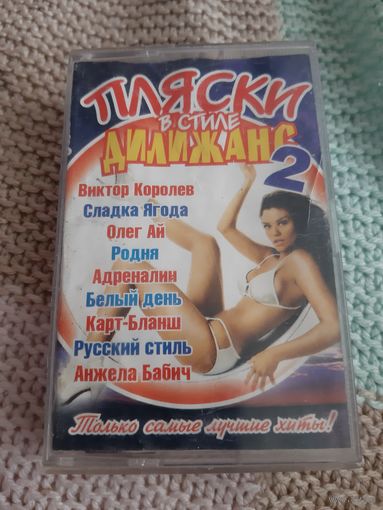 ПЛЯСКИ
В СТИЛЕ
ДИЛИЖАНС
2
Виктор Королев
Сладка Ягода
Олег Ай
Родня
Адреналин
Белый день
Карт-Бланш
Русский стиль
Анжела Бабич
Только самые лучшие хиты!